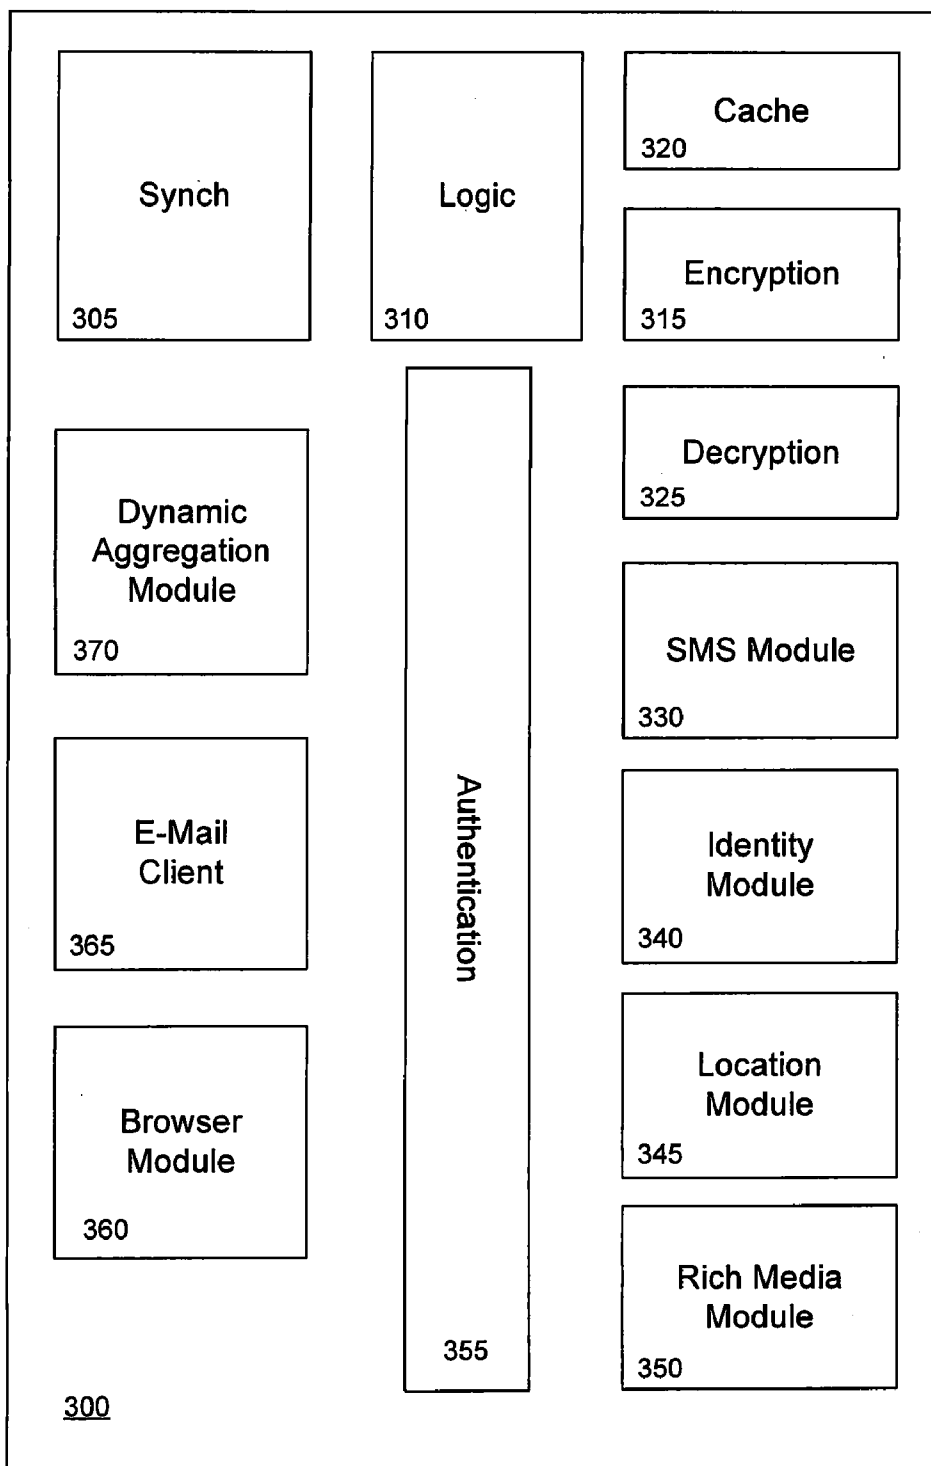 Synch
305
Logic
310
Cache
320
Encryption
315
Decryption
325
Dynamic
Aggregation
Module
370
SMS Module
330
E-Mail
Client
365
Authentication
355
Identity
Module
340
Browser
Module
360
Location
Module
345
Rich Media
Module
350
300